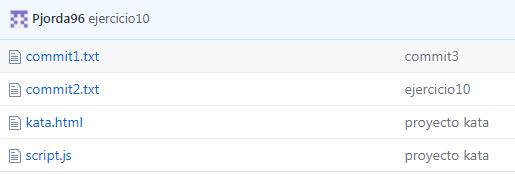 Pjorda96 ejercicio10
commit1.txt commit3
commit2.txt ejercicio10
kata.html proyecto kata
script.js proyecto kata